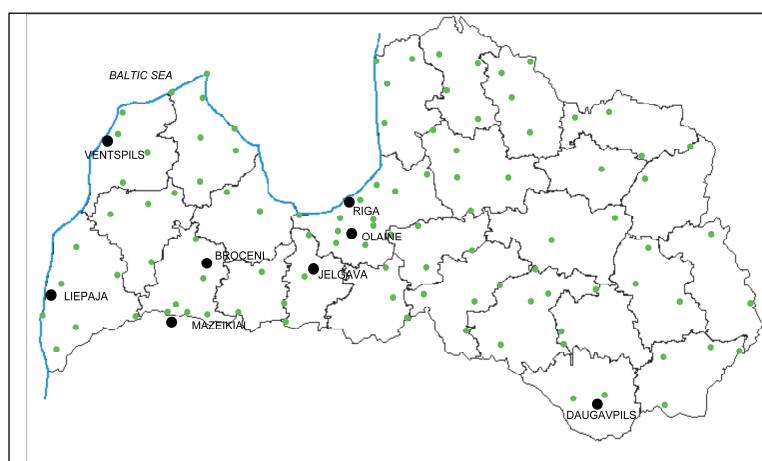 BALTIC SEA
VENTSPILS
RIGA
OLAINE
BROCENI
JELGAVA
LIEPAJA
MAZEIKIAI
DAUGAVPILS